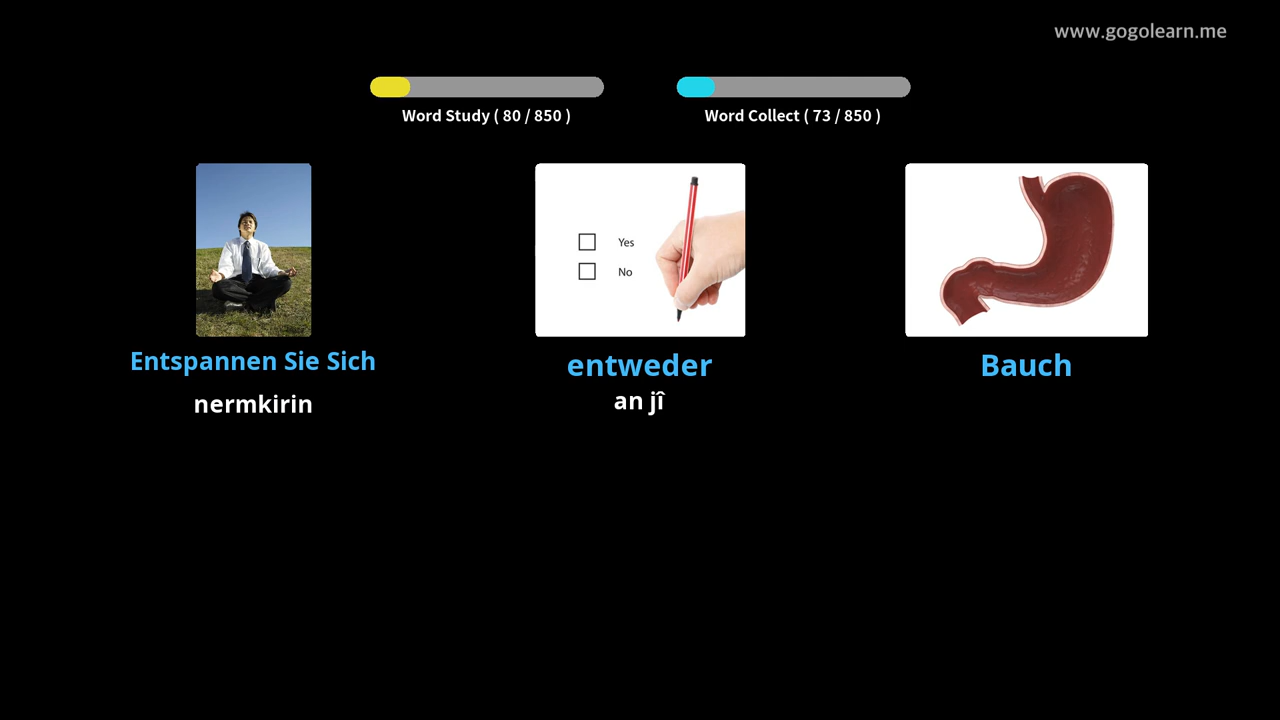 www.gogolearn.me
Word Study ( 80 / 850 )
Word Collect ( 73 / 850 )
Yes
No
Entspannen Sie Sich
entweder
Bauch
nermkirin
an jî